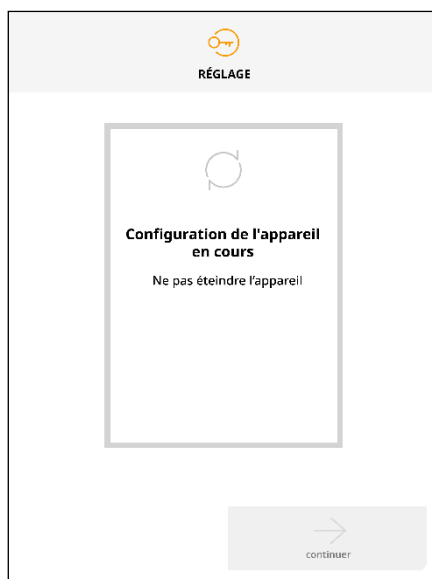 RÉGLAGE
Configuration de l'appareil
en cours
Ne pas éteindre l'appareil
continuer